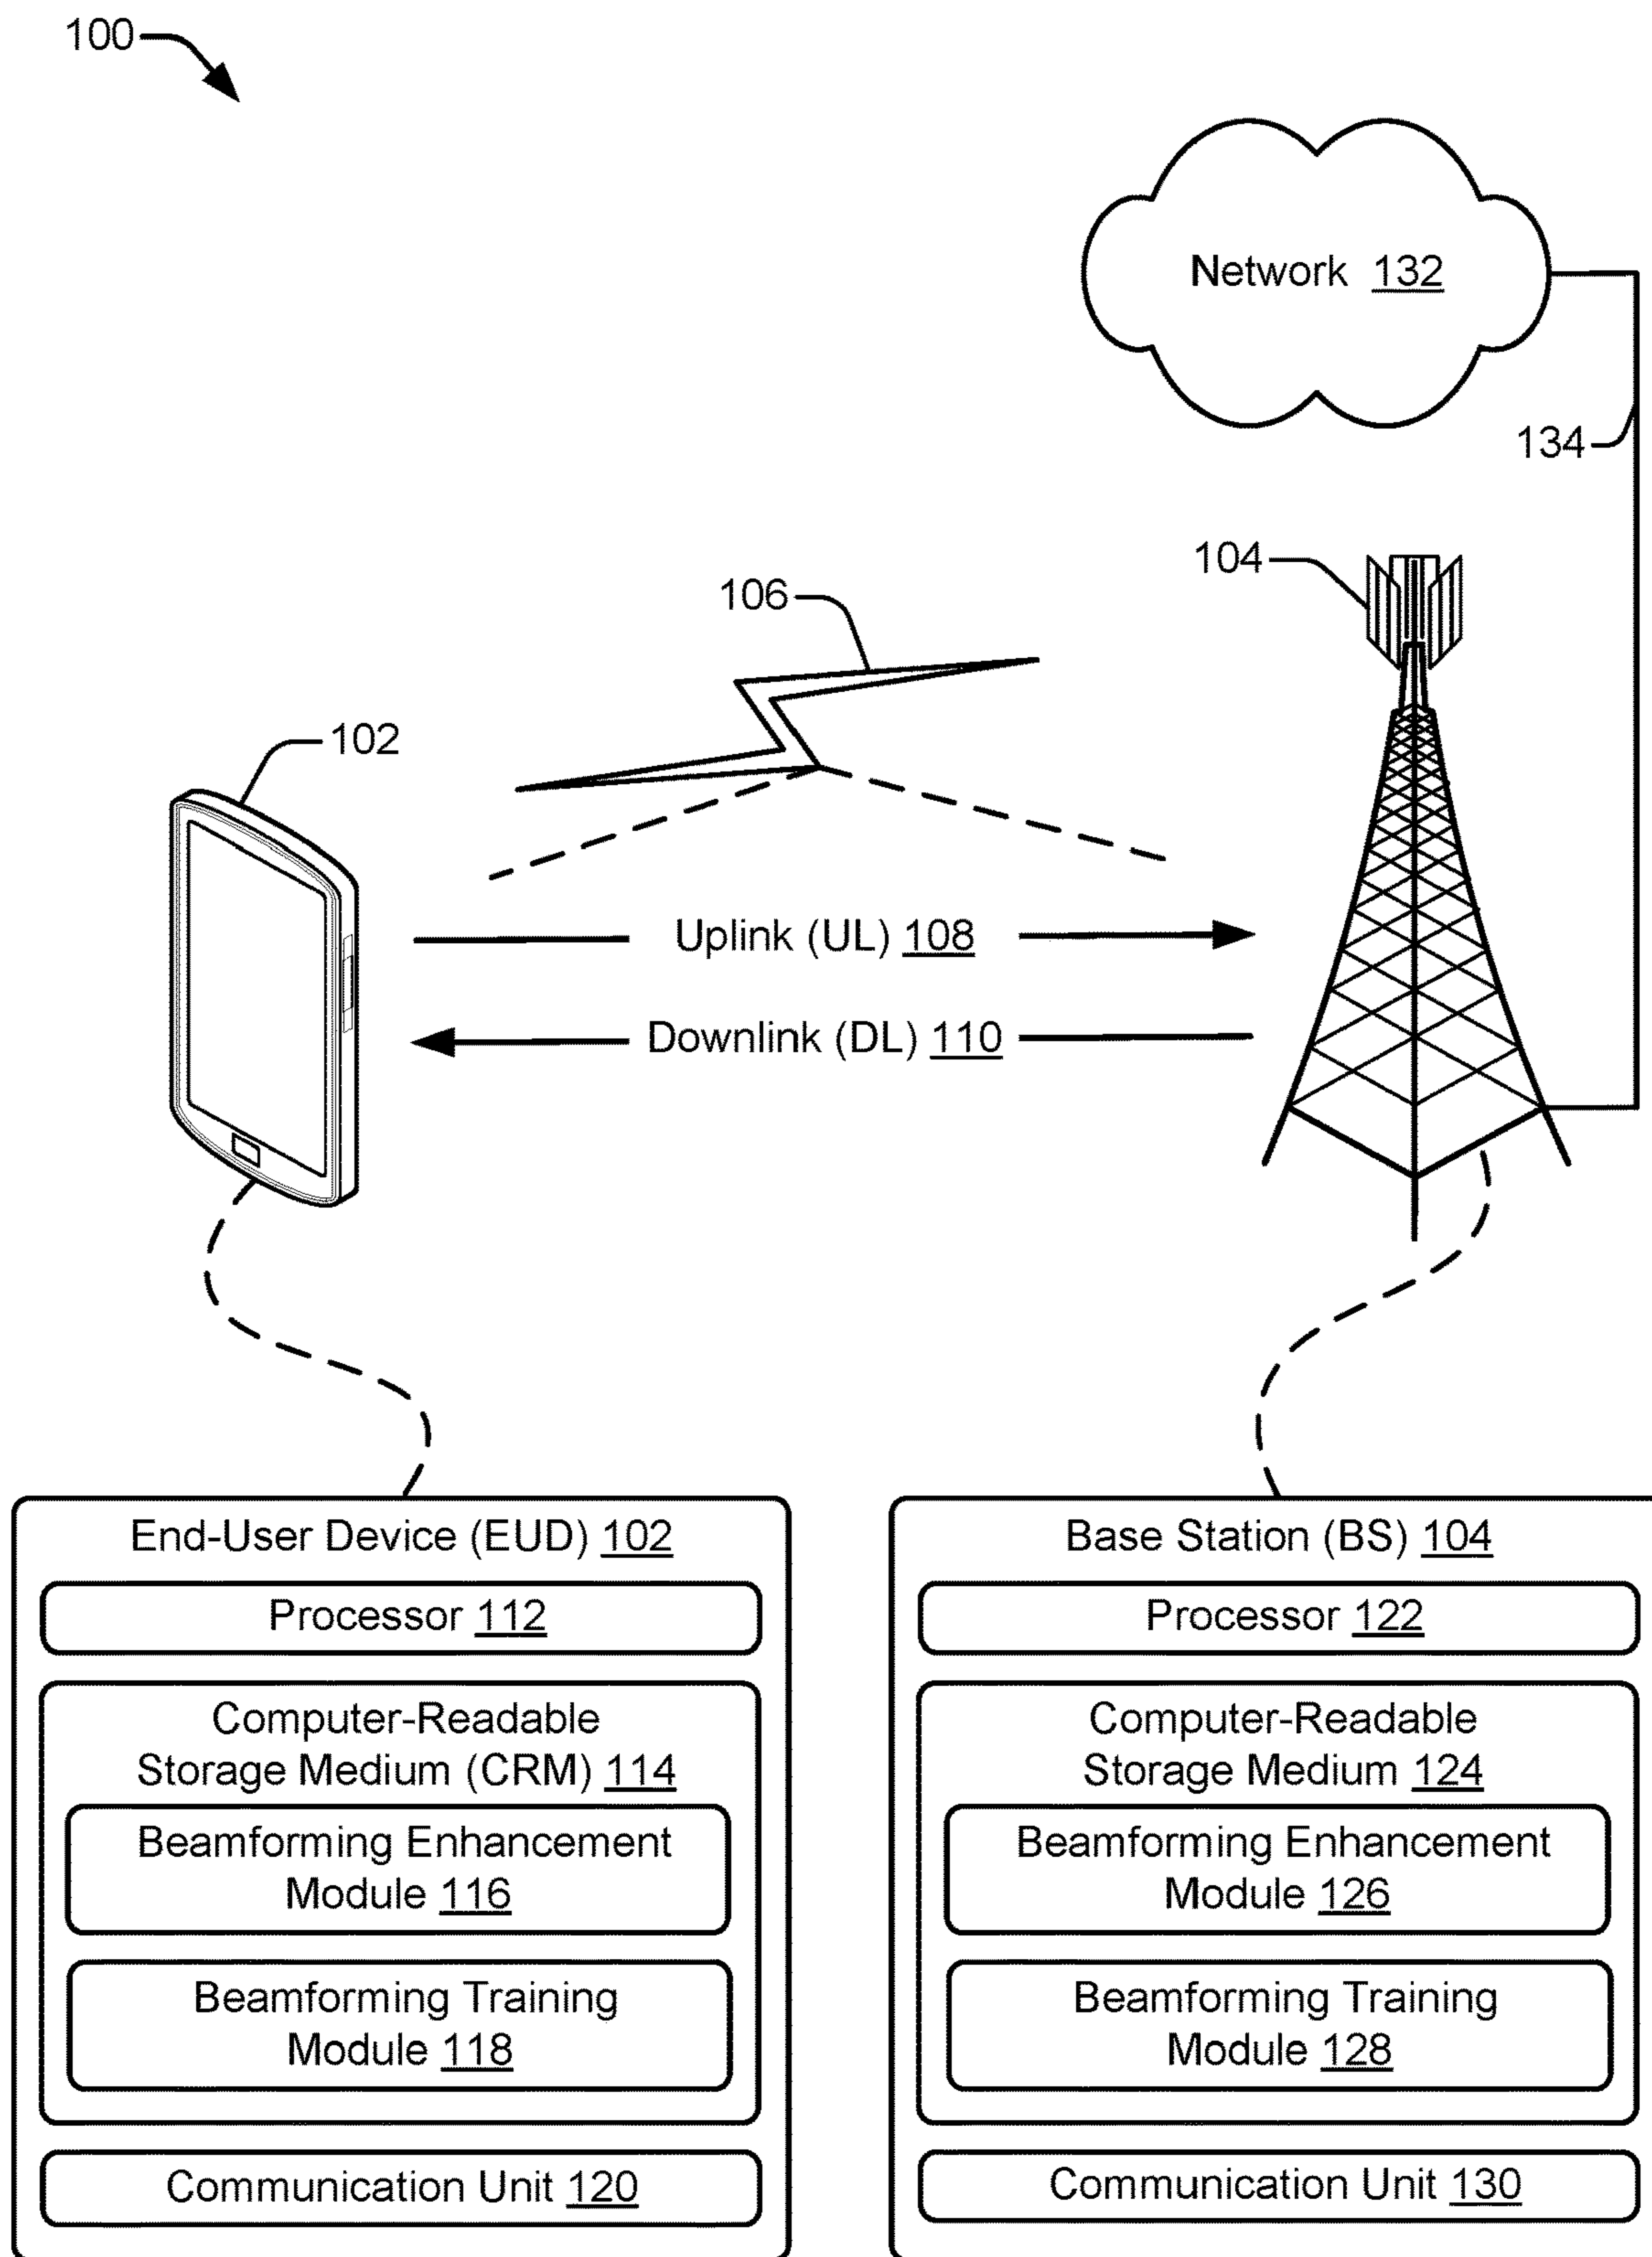 100
Network 132
134
104
106
102
Uplink (UL) 108
Downlink (DL) 110
End-User Device (EUD) 102
Processor 112
Computer-Readable
Storage Medium (CRM) 114
Beamforming Enhancement
Module 116
Beamforming Training
Module 118
Communication Unit 120
Base Station (BS) 104
Processor 122
Computer-Readable
Storage Medium 124
Beamforming Enhancement
Module 126
Beamforming Training
Module 128
Communication Unit 130